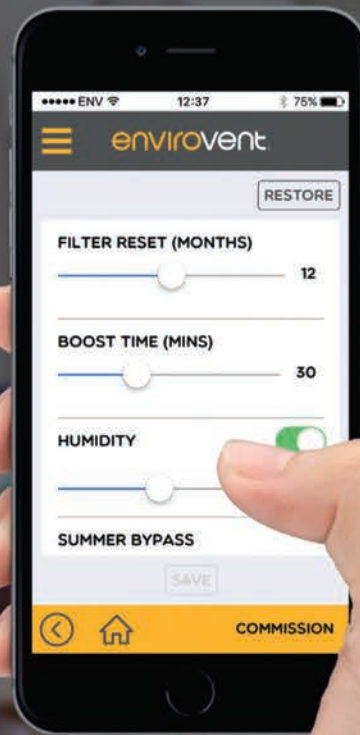 ●●●●● ENV 12:37 75%
envirovent
RESTORE
FILTER RESET (MONTHS)
12
BOOST TIME (MINS)
30
HUMIDITY
SUMMER BYPASS
SAVE
COMMISSION